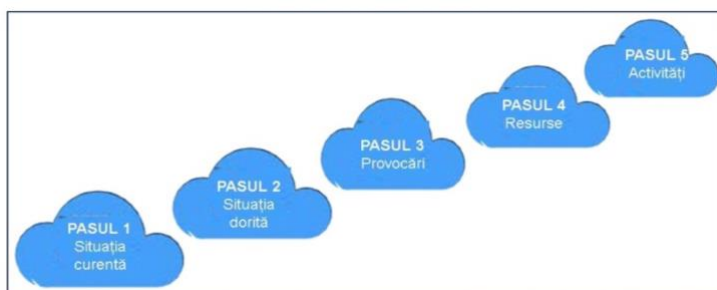 PASUL 1
Situația
curentă
PASUL 2
Situația
dorită
PASUL 3
Provocări
PASUL 4
Resurse
PASUL 5
Activități